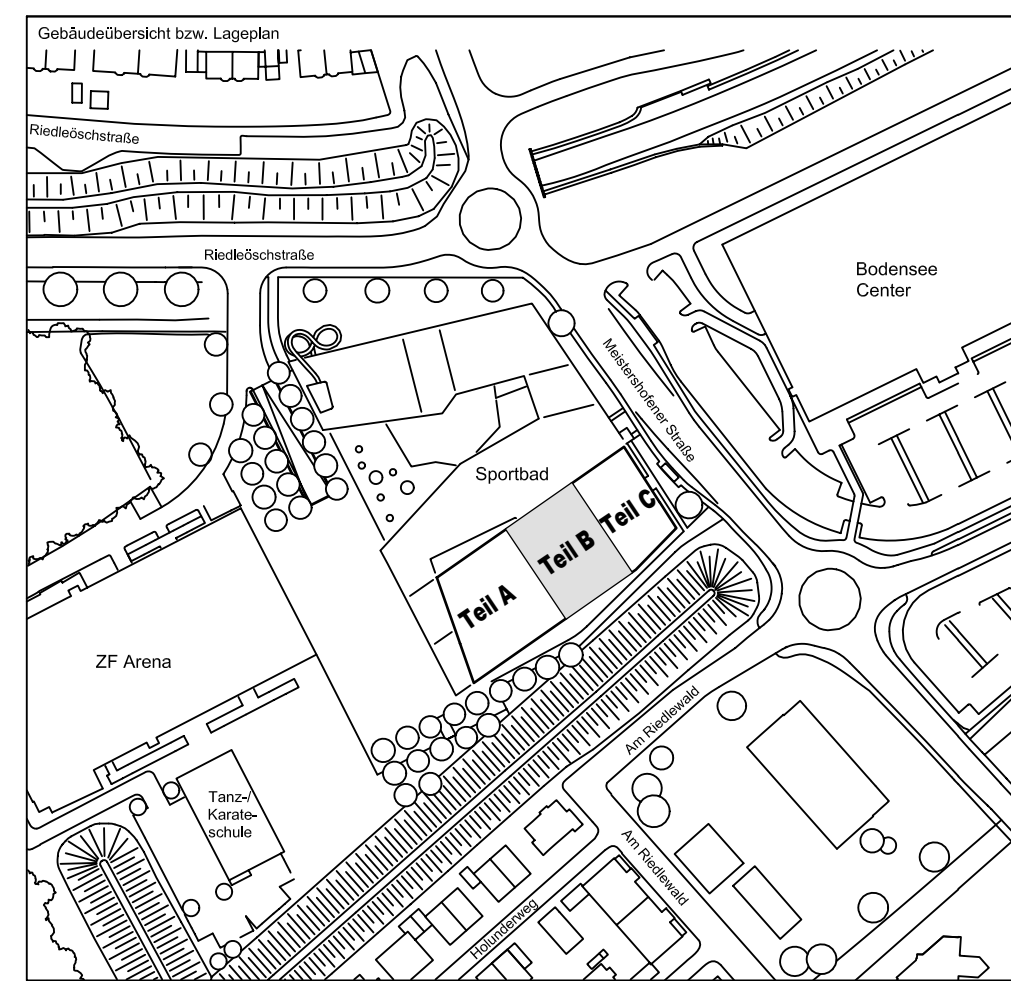 Gebäudeübersicht bzw. Lageplan
Riedleöschstraße
Riedleöschstraße
Bodensee
Center
Meistershofener Straße
Sportbad
Teil C
Teil B
Teil A
ZF Arena
Am Riedlewald
Tanz-/
Karate-
schule
Am Riedlewald
Holunderweg